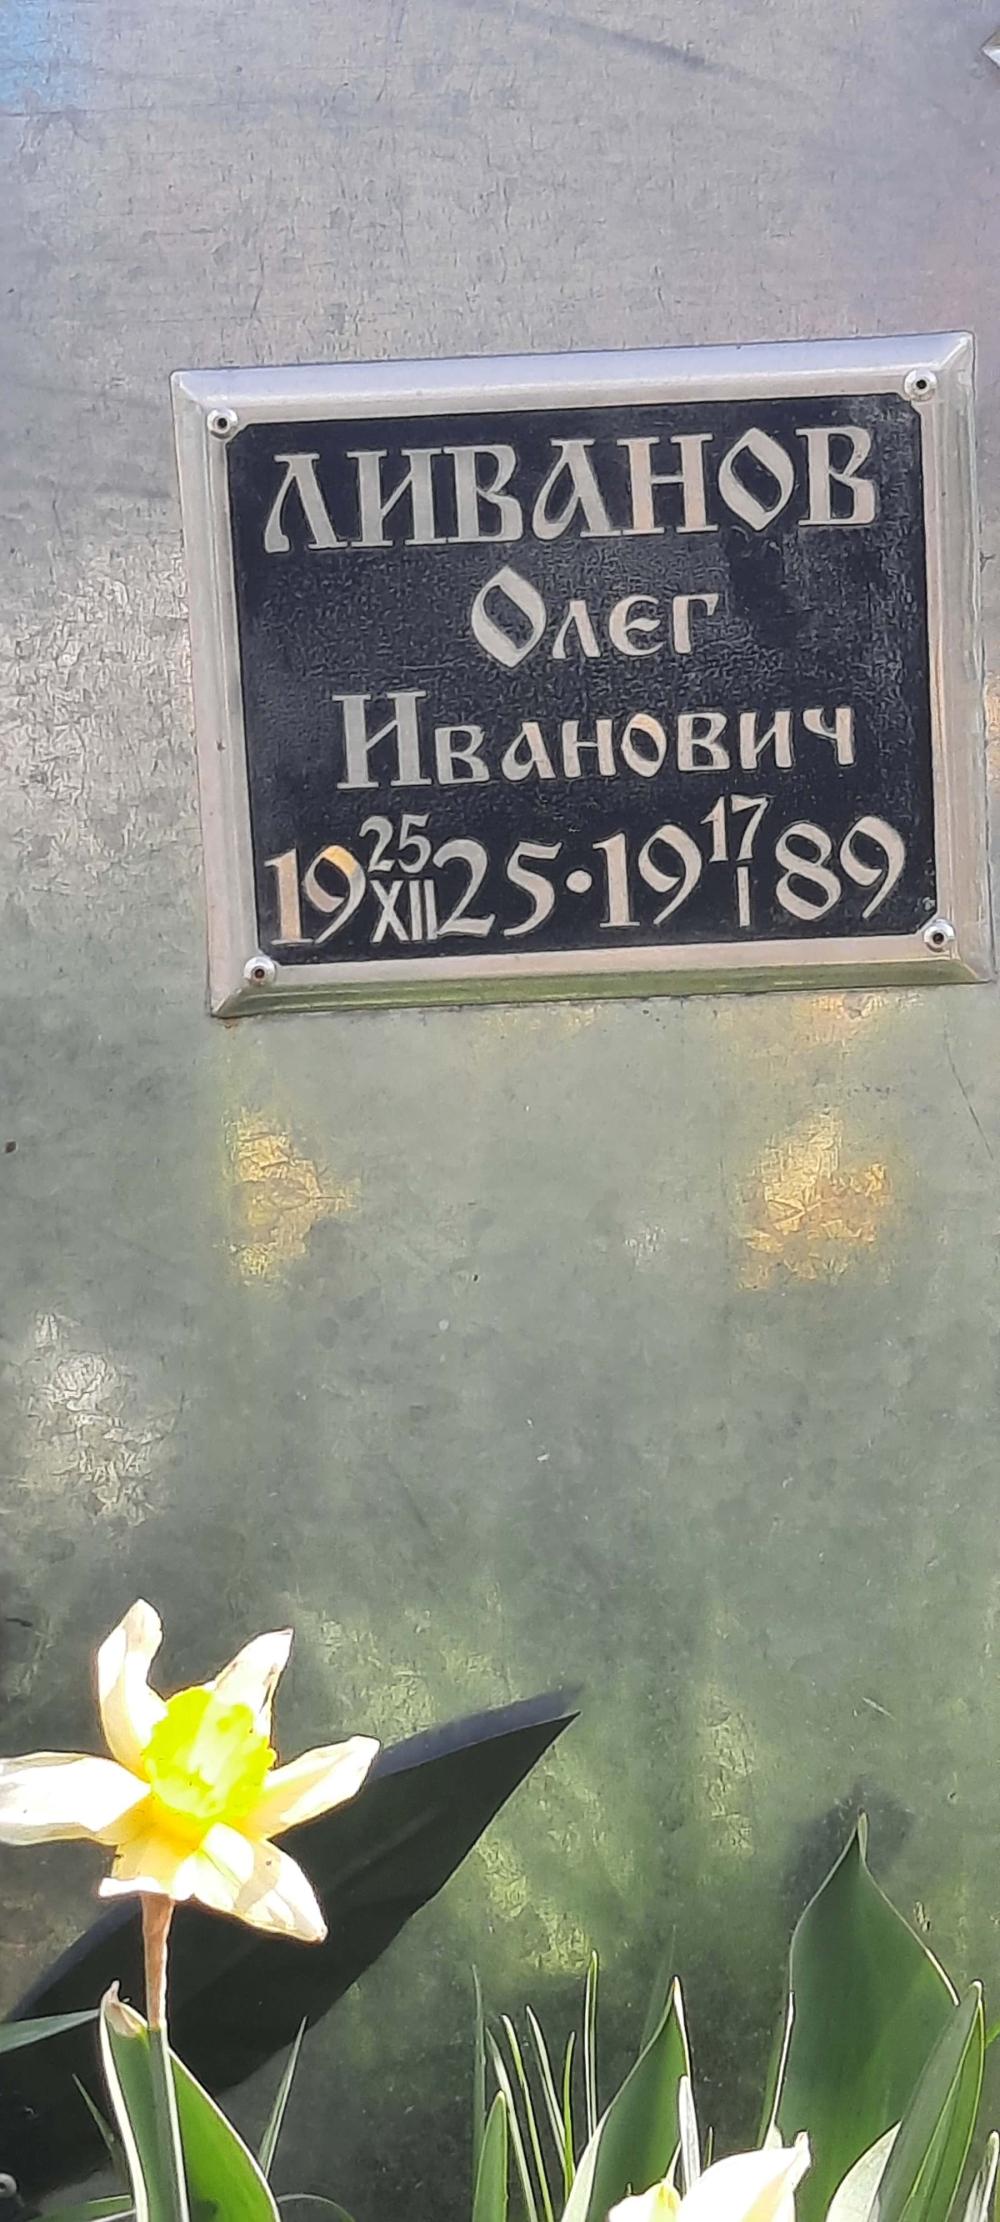 ЛИВАНОВ
Олег
Иванович
19 25/XII 25 • 19 17/I 89